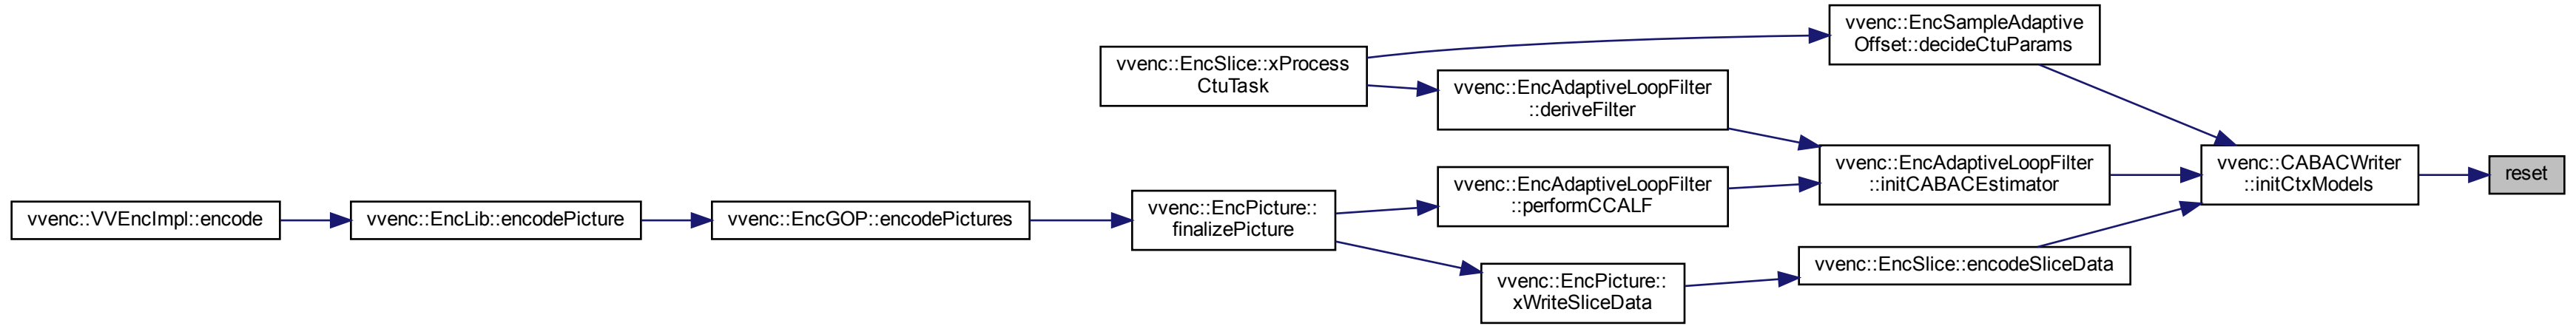 vvenc::EncSampleAdaptive
Offset::decideCtuParams
vvenc::EncSlice::xProcess
CtuTask
vvenc::EncAdaptiveLoopFilter
::deriveFilter
vvenc::EncAdaptiveLoopFilter
::initCABACEstimator
vvenc::CABACWriter
::initCtxModels
reset
vvenc::EncAdaptiveLoopFilter
::performCCALF
vvenc::VVEncImpl::encode
vvenc::EncLib::encodePicture
vvenc::EncGOP::encodePictures
vvenc::EncPicture::
finalizePicture
vvenc::EncSlice::encodeSliceData
vvenc::EncPicture::
xWriteSliceData